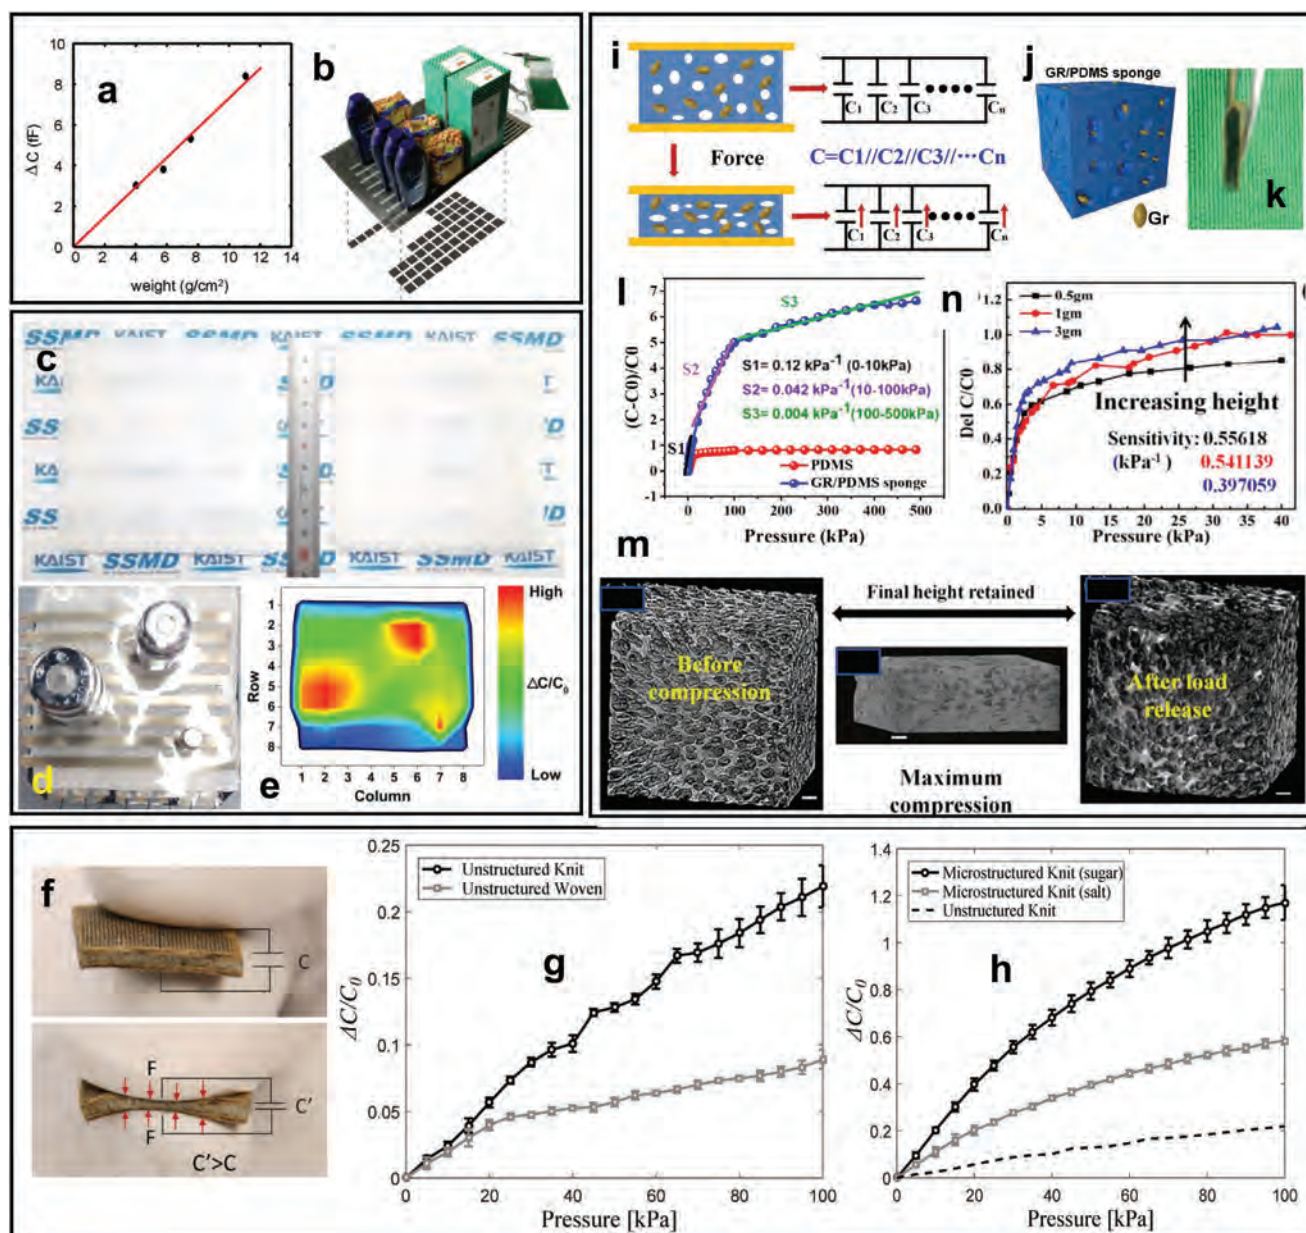 a
10
8
6
4
2
0
ΔC (fF)
0 2 4 6 8 10 12 14
weight (g/cm²)
b
c
SSMD KAIST SSMD KAIST SSMD KAIST
KAIST
KAIST
KAIST SSMD KAIST SSMD KAIST
d
e
1
2
3
4
5
6
7
8
Row
1 2 3 4 5 6 7 8
Column
High
ΔC/C₀
Low
f
C
F
F
C'
C'>C
g
Unstructured Knit
Unstructured Woven
0.25
0.2
0.15
0.1
0.05
0
ΔC/C₀
0 20 40 60 80 100
Pressure [kPa]
h
Microstructured Knit (sugar)
Microstructured Knit (salt)
Unstructured Knit
1.4
1.2
1
0.8
0.6
0.4
0.2
0
ΔC/C₀
0 20 40 60 80 100
Pressure [kPa]
i
C₁ C₂ C₃ Cₙ
Force
C=C1//C2//C3//···Cn
C₁ C₂ C₃ Cₙ
j
GR/PDMS sponge
Gr
k
l
7
6
5
4
3
2
1
0
-1
(C-C0)/C0
S3
S2
S1
S1= 0.12 kPa⁻¹ (0-10kPa)
S2= 0.042 kPa⁻¹ (10-100kPa)
S3= 0.004 kPa⁻¹(100-500kPa)
PDMS
GR/PDMS sponge
0 100 200 300 400 500
Pressure (kPa)
n
0.5gm
1gm
3gm
1.2
1.0
0.8
0.6
0.4
0.2
0.0
Del C/C0
Increasing height
Sensitivity: 0.55618
(kPa⁻¹ ) 0.541139
0.397059
0 5 10 15 20 25 30 35 40
Pressure (kPa)
m
Before
compression
Final height retained
Maximum
compression
After load
release